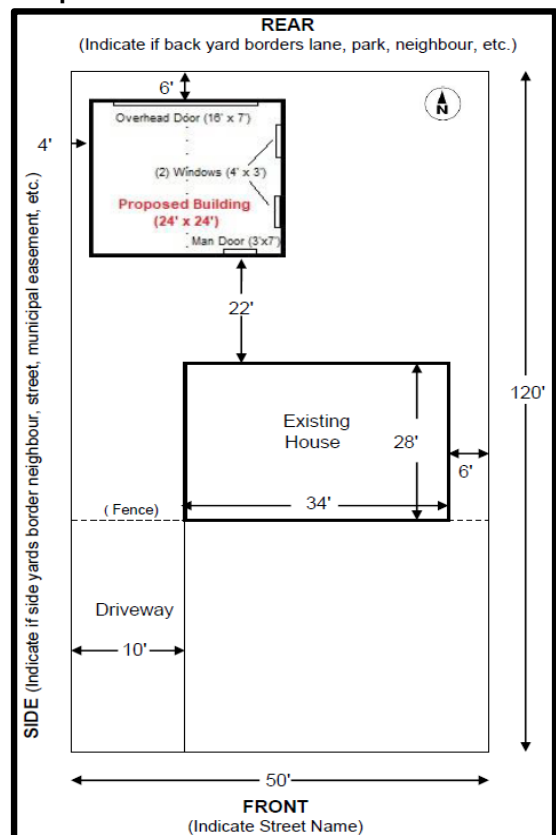 REAR
(Indicate if back yard borders lane, park, neighbour, etc.)
6'
N
Overhead Door (16' x 7')
4'
(2) Windows (4' x 3')
Proposed Building
(24' x 24')
Man Door (3'x7')
SIDE (Indicate if side yards border neighbour, street, municipal easement, etc.)
22'
120'
Existing
House
28'
6'
34'
( Fence)
Driveway
10'
50'
FRONT
(Indicate Street Name)